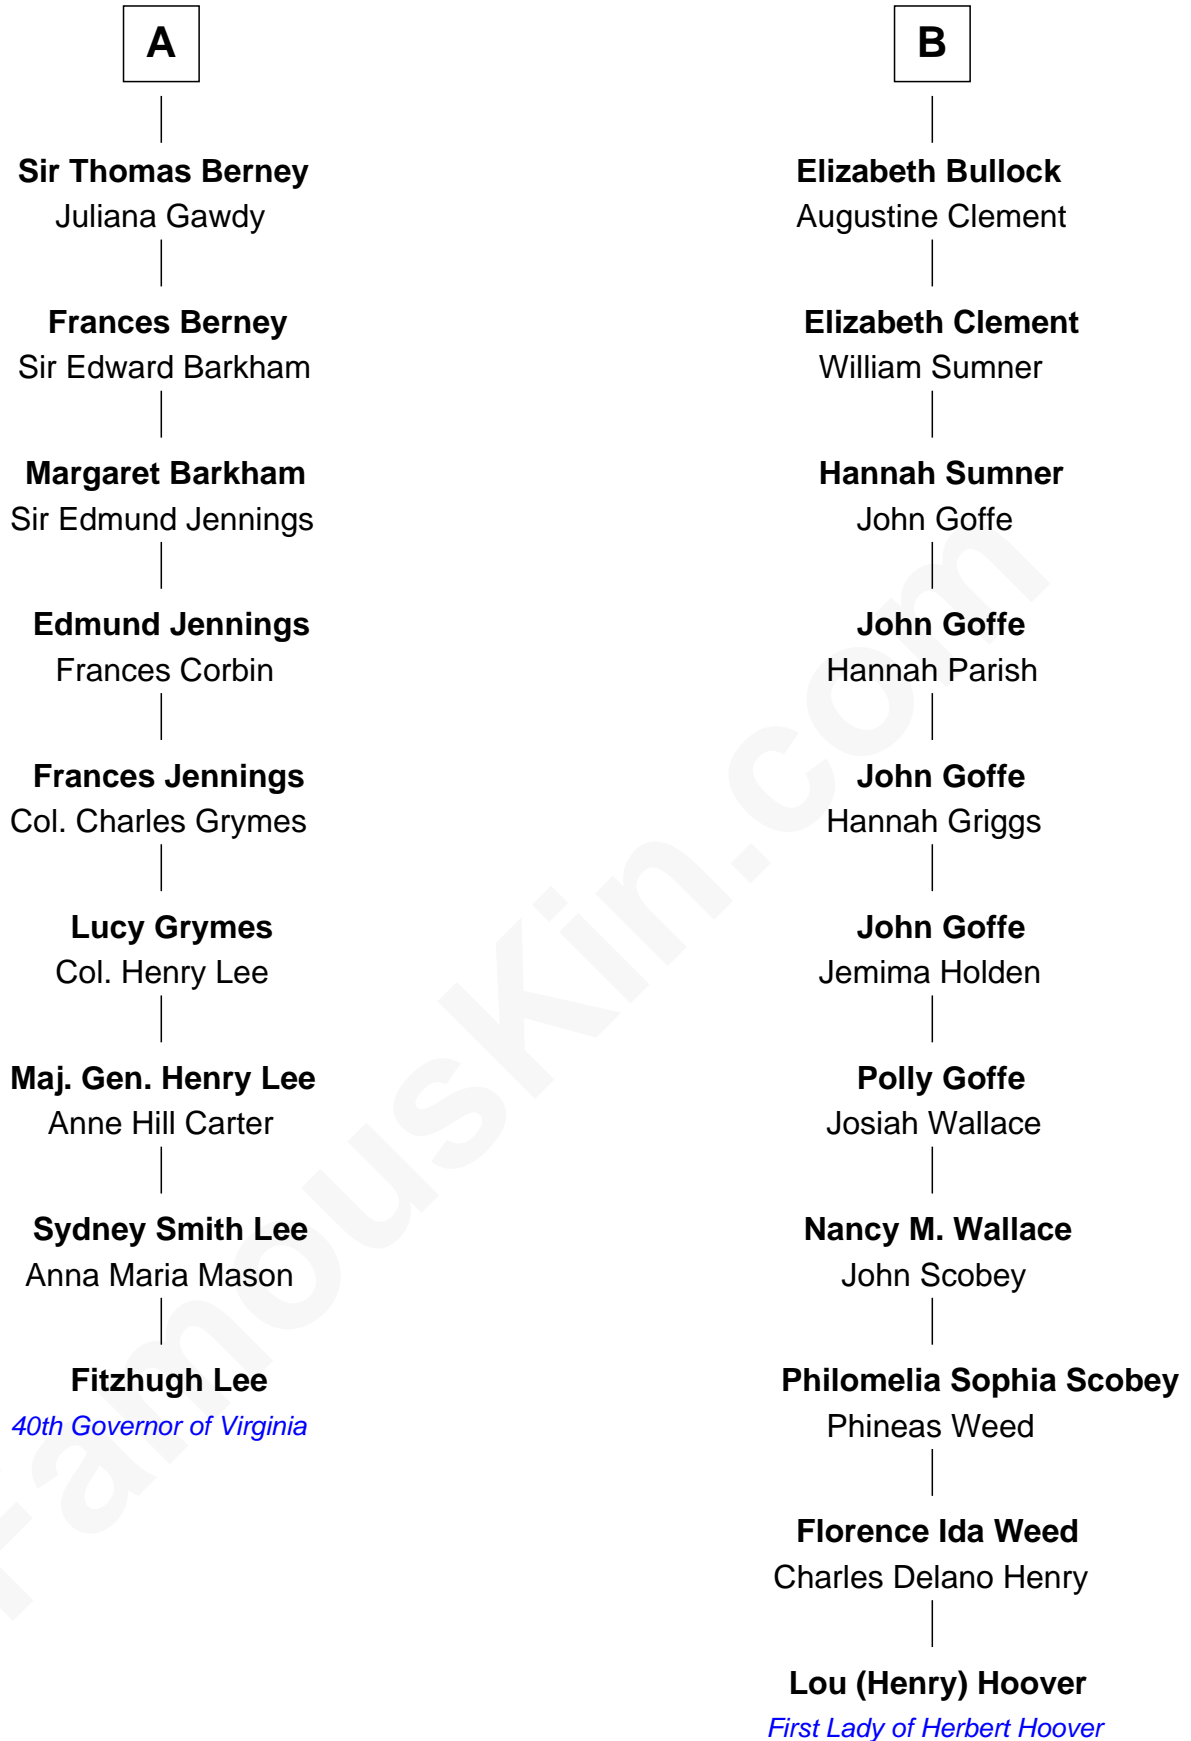 A
Sir Thomas Berney
Juliana Gawdy
Frances Berney
Sir Edward Barkham
Margaret Barkham
Sir Edmund Jennings
Edmund Jennings
Frances Corbin
Frances Jennings
Col. Charles Grymes
Lucy Grymes
Col. Henry Lee
Maj. Gen. Henry Lee
Anne Hill Carter
Sydney Smith Lee
Anna Maria Mason
Fitzhugh Lee
40th Governor of Virginia
B
Elizabeth Bullock
Augustine Clement
Elizabeth Clement
William Sumner
Hannah Sumner
John Goffe
John Goffe
Hannah Parish
John Goffe
Hannah Griggs
John Goffe
Jemima Holden
Polly Goffe
Josiah Wallace
Nancy M. Wallace
John Scobey
Philomelia Sophia Scobey
Phineas Weed
Florence Ida Weed
Charles Delano Henry
Lou (Henry) Hoover
First Lady of Herbert Hoover
FamousKin.com